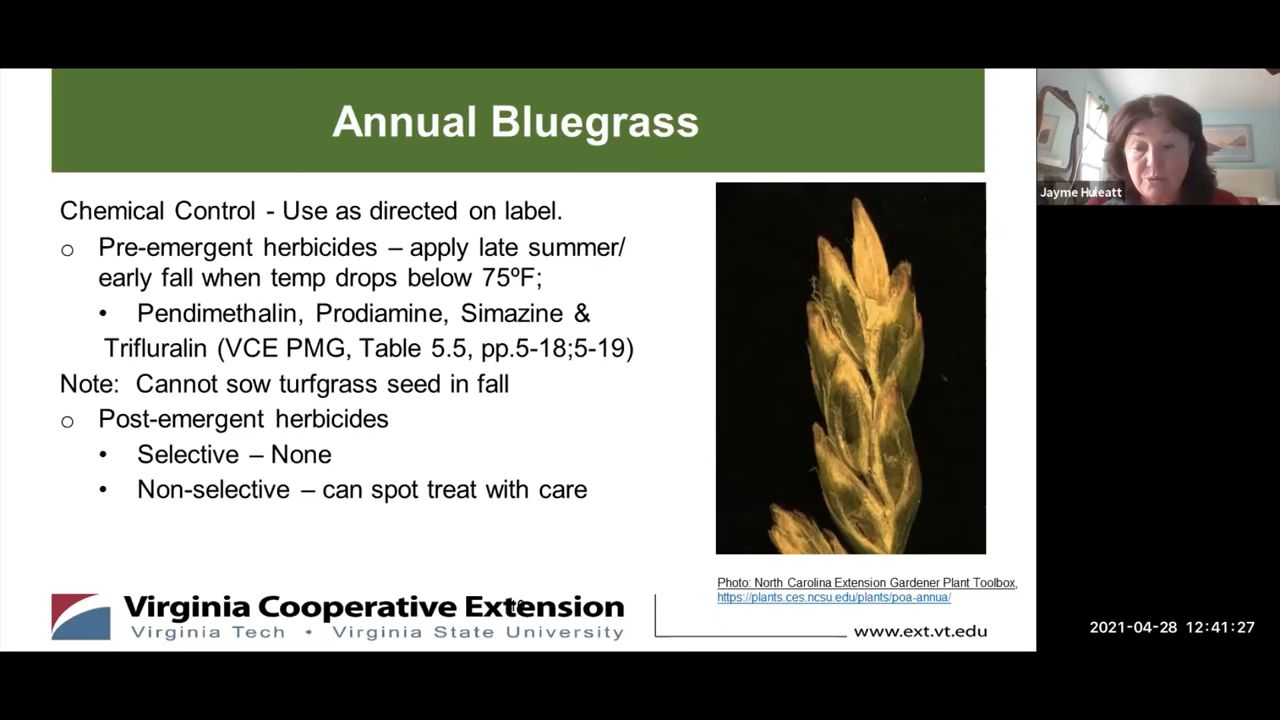 Annual Bluegrass
Chemical Control - Use as directed on label.
o Pre-emergent herbicides – apply late summer/
early fall when temp drops below 75ºF;
• Pendimethalin, Prodiamine, Simazine &
Trifluralin (VCE PMG, Table 5.5, pp.5-18;5-19)
Note: Cannot sow turfgrass seed in fall
o Post-emergent herbicides
• Selective – None
• Non-selective – can spot treat with care
Photo: North Carolina Extension Gardener Plant Toolbox,
https://plants.ces.ncsu.edu/plants/poa-annua/
Virginia Cooperative Extension
Virginia Tech • Virginia State University
www.ext.vt.edu
Jayme Huleatt
2021-04-28 12:41:27